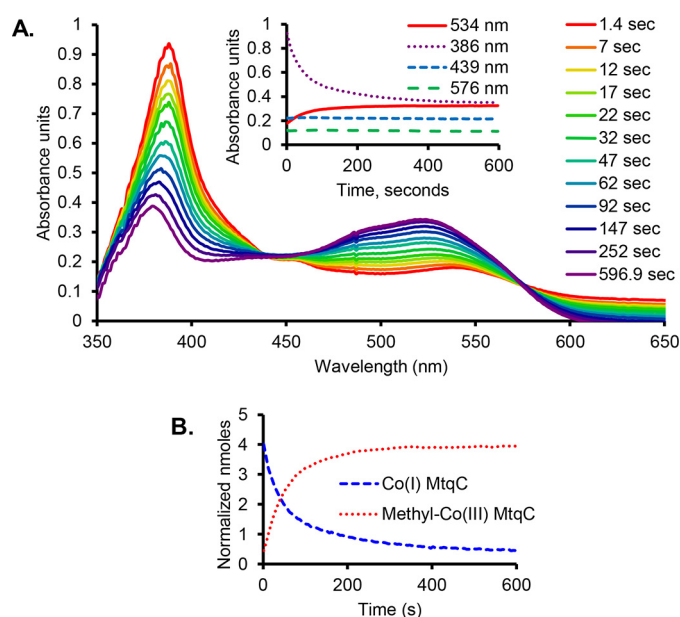 A.
Absorbance units
1
0.9
0.8
0.7
0.6
0.5
0.4
0.3
0.2
0.1
0
350
400
450
500
550
600
650
Wavelength (nm)
Absorbance units
1
0.8
0.6
0.4
0.2
0
0
200
400
600
Time, seconds
534 nm
386 nm
439 nm
576 nm
1.4 sec
7 sec
12 sec
17 sec
22 sec
32 sec
47 sec
62 sec
92 sec
147 sec
252 sec
596.9 sec
B.
Normalized nmoles
5
4
3
2
1
0
0
200
400
600
Time (s)
Co(I) MtqC
Methyl-Co(III) MtqC